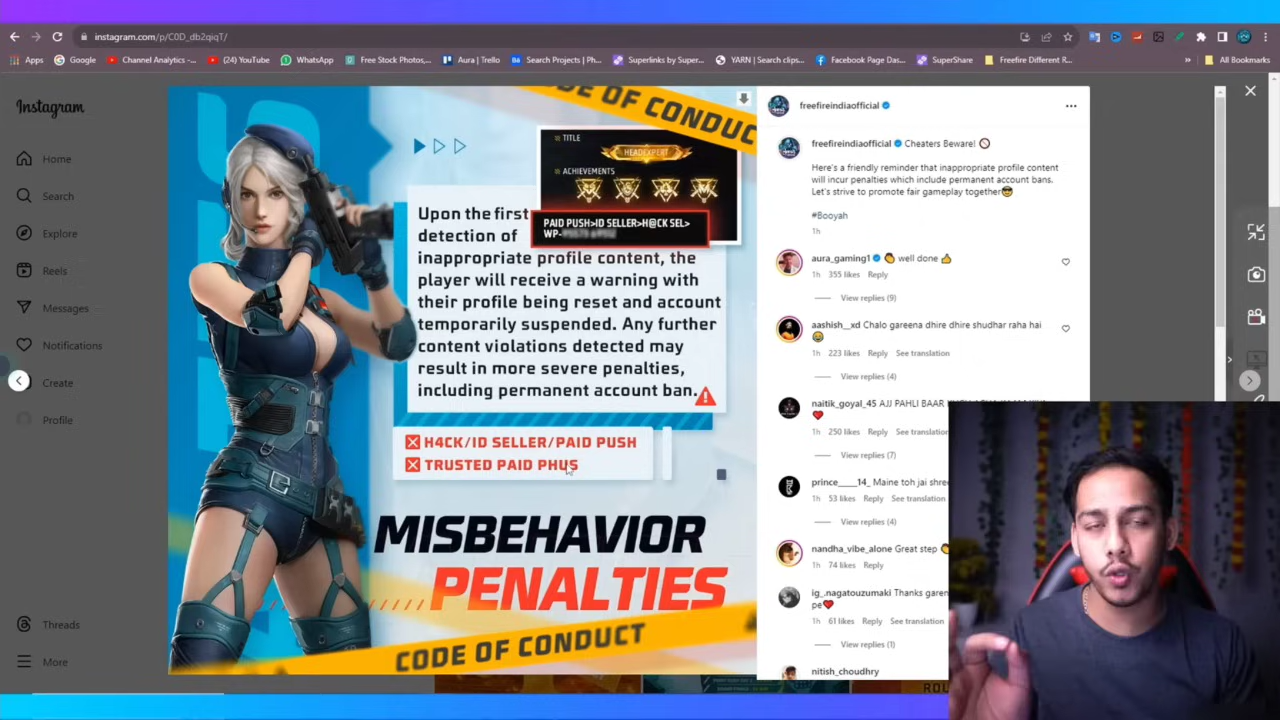 instagram.com/p/C0D_db2qiqT/
Apps
Google
Channel Analytics -...
(24) YouTube
WhatsApp
Free Stock Photos,...
Aura | Trello
Search Projects | Ph...
Superlinks by Super...
YARN | Search clips...
Facebook Page Das...
SuperShare
Freefire Different R...
»
All Bookmarks
Instagram
Home
Search
Explore
Reels
Messages
Notifications
Create
Profile
Threads
More
CODE OF CONDUC
TITLE
HEADEXPERT
ACHIEVEMENTS
PAID PUSH>ID SELLER>H@CK SEL>
WP-
Upon the first
detection of
inappropriate profile content, the
player will receive a warning with
their profile being reset and account
temporarily suspended. Any further
content violations detected may
result in more severe penalties,
including permanent account ban.
H4CK/ID SELLER/PAID PUSH
TRUSTED PAID PHUS
MISBEHAVIOR
PENALTIES
CODE OF CONDUCT
freefireindiaofficial
freefireindiaofficial Cheaters Beware! 🚫
Here's a friendly reminder that inappropriate profile content
will incur penalties which include permanent account bans.
Let's strive to promote fair gameplay together😎
#Booyah
1h
aura_gaming1 👏 well done 👍
1h 355 likes Reply
View replies (9)
aashish_xd Chalo gareena dhire dhire shudhar raha hai
😂
1h 223 likes Reply See translation
View replies (4)
naitik_goyal_45 AJJ PAHLI BAAR
❤️
1h 250 likes Reply See translation
View replies (7)
prince____14_ Maine toh jai shre
1h 53 likes Reply See translation
View replies (4)
nandha_vibe_alone Great step 👏
1h 74 likes Reply
ig_.nagatouzumaki Thanks garen
pe❤️
1h 61 likes Reply See translation
View replies (1)
nitish_choudhry
ROL